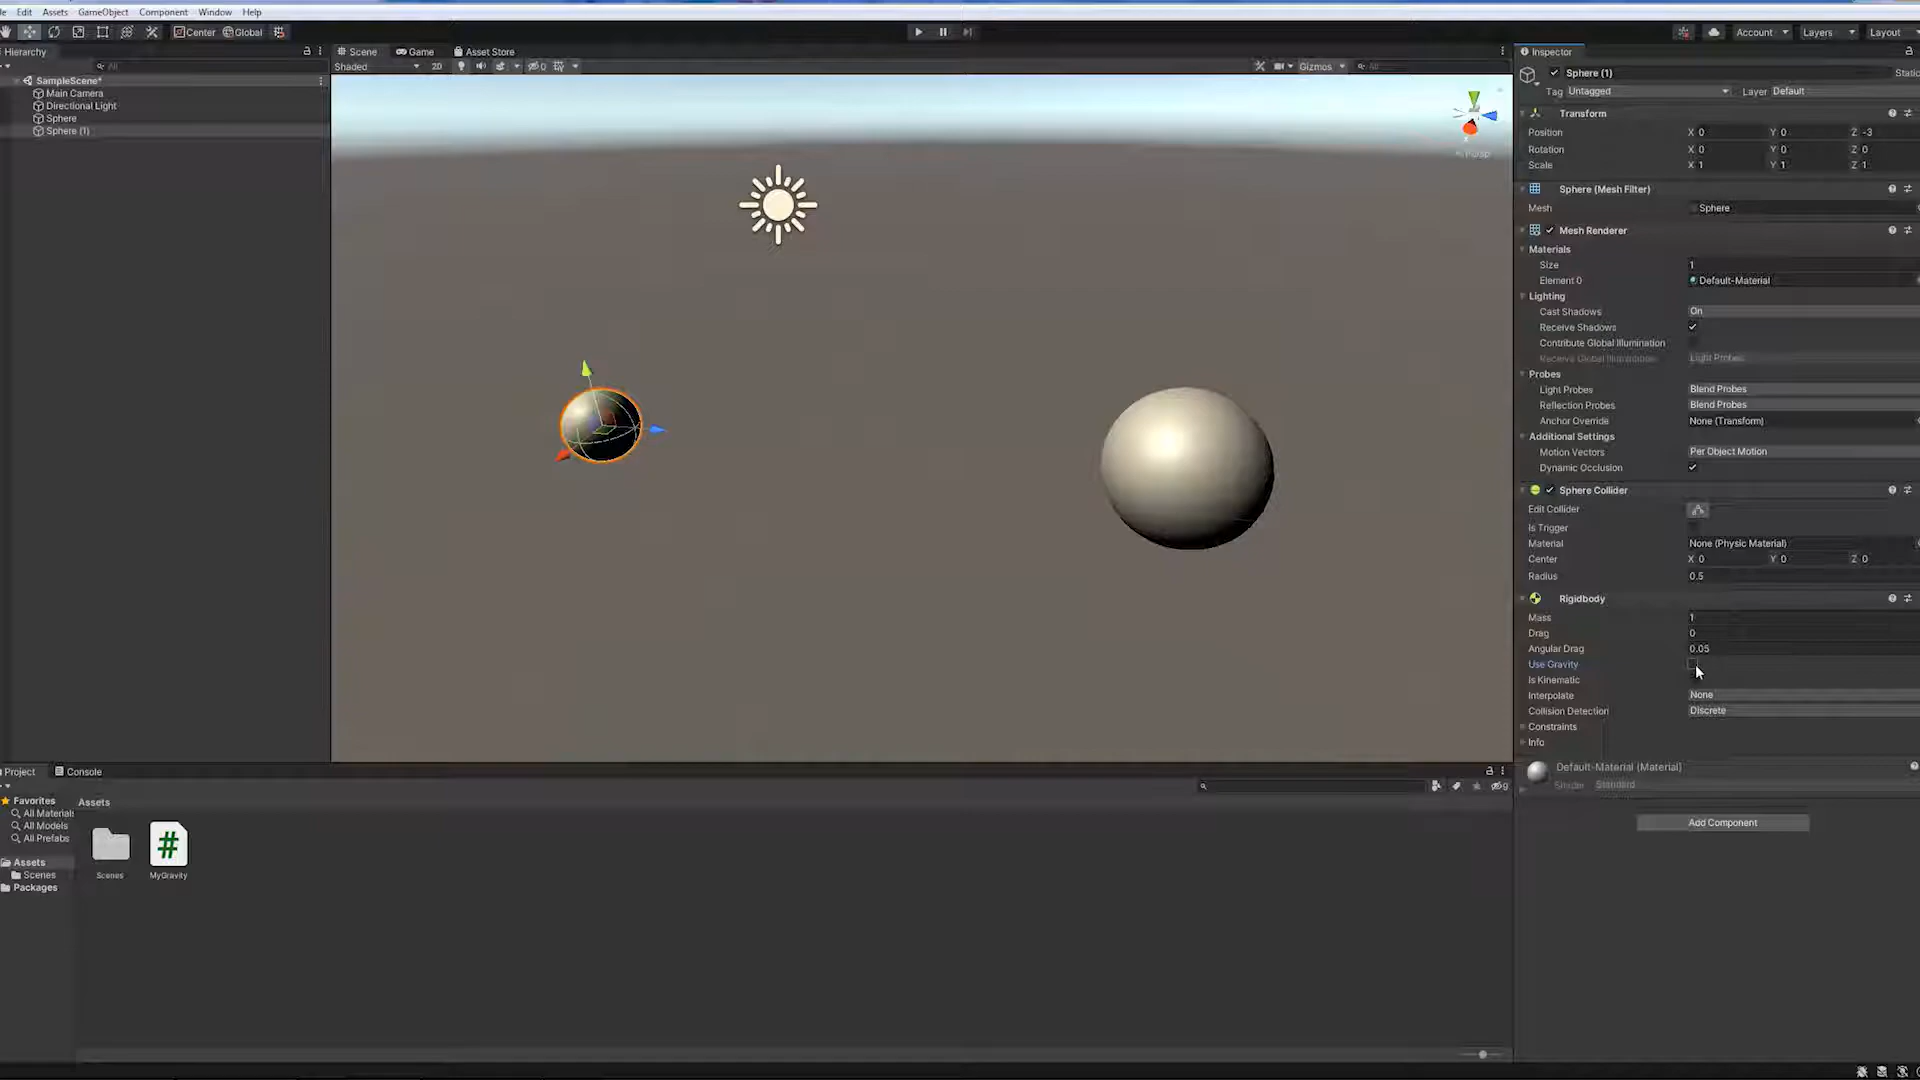 Edit Assets GameObject Component Window Help
Center Global
Account Layers Layout
Hierarchy
All
SampleScene*
Main Camera
Directional Light
Sphere
Sphere (1)
Scene Game Asset Store
Shaded 2D 0 Gizmos All
Persp
Inspector
Sphere (1) Static
Tag Untagged Layer Default
Transform
Position X 0 Y 0 Z -3
Rotation X 0 Y 0 Z 0
Scale X 1 Y 1 Z 1
Sphere (Mesh Filter)
Mesh Sphere
Mesh Renderer
Materials
Size 1
Element 0 Default-Material
Lighting
Cast Shadows On
Receive Shadows
Contribute Global Illumination
Receive Global Illumination Light Probes
Probes
Light Probes Blend Probes
Reflection Probes Blend Probes
Anchor Override None (Transform)
Additional Settings
Motion Vectors Per Object Motion
Dynamic Occlusion
Sphere Collider
Edit Collider
Is Trigger
Material None (Physic Material)
Center X 0 Y 0 Z 0
Radius 0.5
Rigidbody
Mass 1
Drag 0
Angular Drag 0.05
Use Gravity
Is Kinematic
Interpolate None
Collision Detection Discrete
Constraints
Info
Default-Material (Material)
Shader Standard
Add Component
Project Console
9
Favorites
All Materials
All Models
All Prefabs
Assets
Scenes
Packages
Assets
Scenes MyGravity